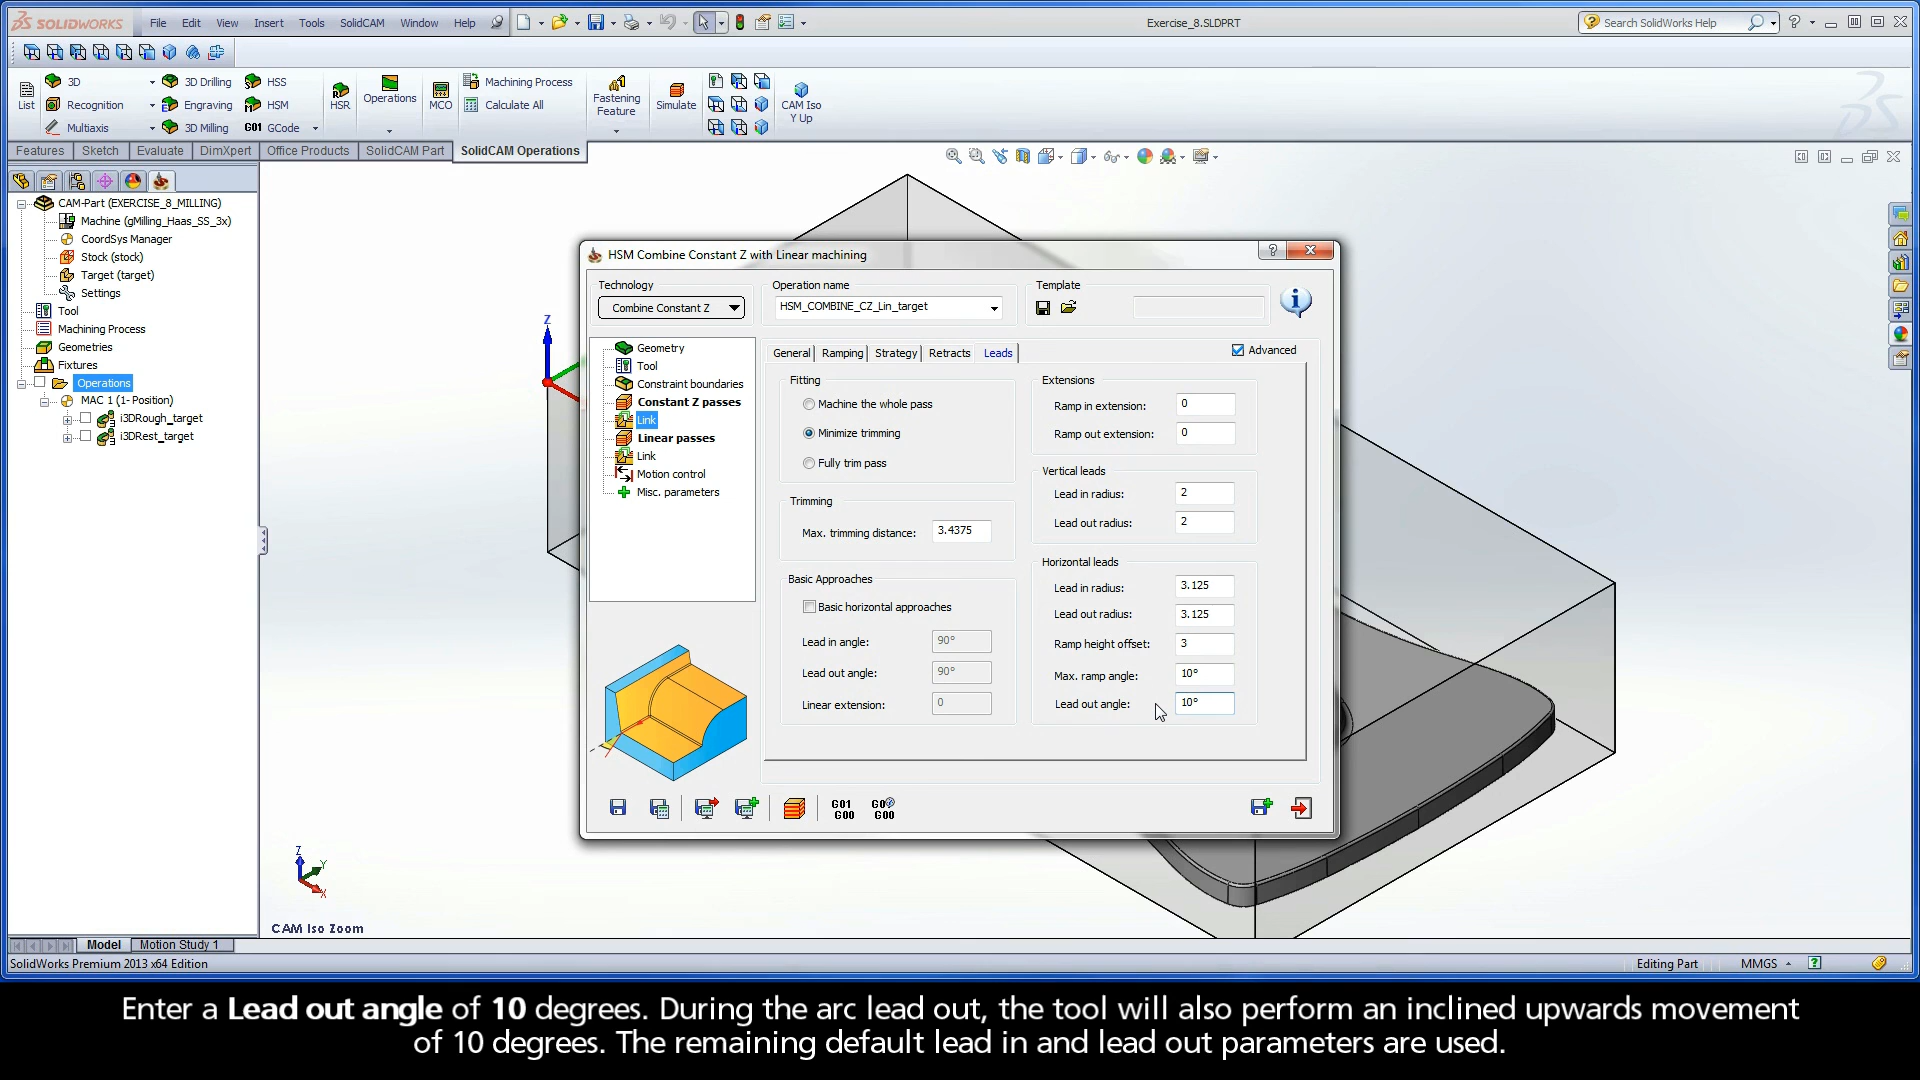 SOLIDWORKS File Edit View Insert Tools SolidCAM Window Help Exercise_8.SLDPRT Search SolidWorks Help
3D 3D Drilling HSS Machining Process
List Recognition Engraving HSM HSR Operations MCO Calculate All Fastening Feature Simulate CAM Iso Y Up
Multiaxis 3D Milling G01 GCode
Features Sketch Evaluate DimXpert Office Products SolidCAM Part SolidCAM Operations
CAM-Part (EXERCISE_8_MILLING)
Machine (gMilling_Haas_SS_3x)
CoordSys Manager
Stock (stock)
Target (target)
Settings
Tool
Machining Process
Geometries
Fixtures
Operations
MAC 1 (1- Position)
i3DRough_target
i3DRest_target
Z
HSM Combine Constant Z with Linear machining
Technology
Combine Constant Z
Operation name
HSM_COMBINE_CZ_Lin_target
Template
Geometry
Tool
Constraint boundaries
Constant Z passes
Link
Linear passes
Link
Motion control
Misc. parameters
General Ramping Strategy Retracts Leads Advanced
Fitting
Machine the whole pass
Minimize trimming
Fully trim pass
Trimming
Max. trimming distance: 3.4375
Basic Approaches
Basic horizontal approaches
Lead in angle: 90°
Lead out angle: 90°
Linear extension: 0
Extensions
Ramp in extension: 0
Ramp out extension: 0
Vertical leads
Lead in radius: 2
Lead out radius: 2
Horizontal leads
Lead in radius: 3.125
Lead out radius: 3.125
Ramp height offset: 3
Max. ramp angle: 10°
Lead out angle: 10°
G01 G00
G00
Z Y X
CAM Iso Zoom
Model Motion Study 1
SolidWorks Premium 2013 x64 Edition Editing Part MMGS
Enter a Lead out angle of 10 degrees. During the arc lead out, the tool will also perform an inclined upwards movement
of 10 degrees. The remaining default lead in and lead out parameters are used.